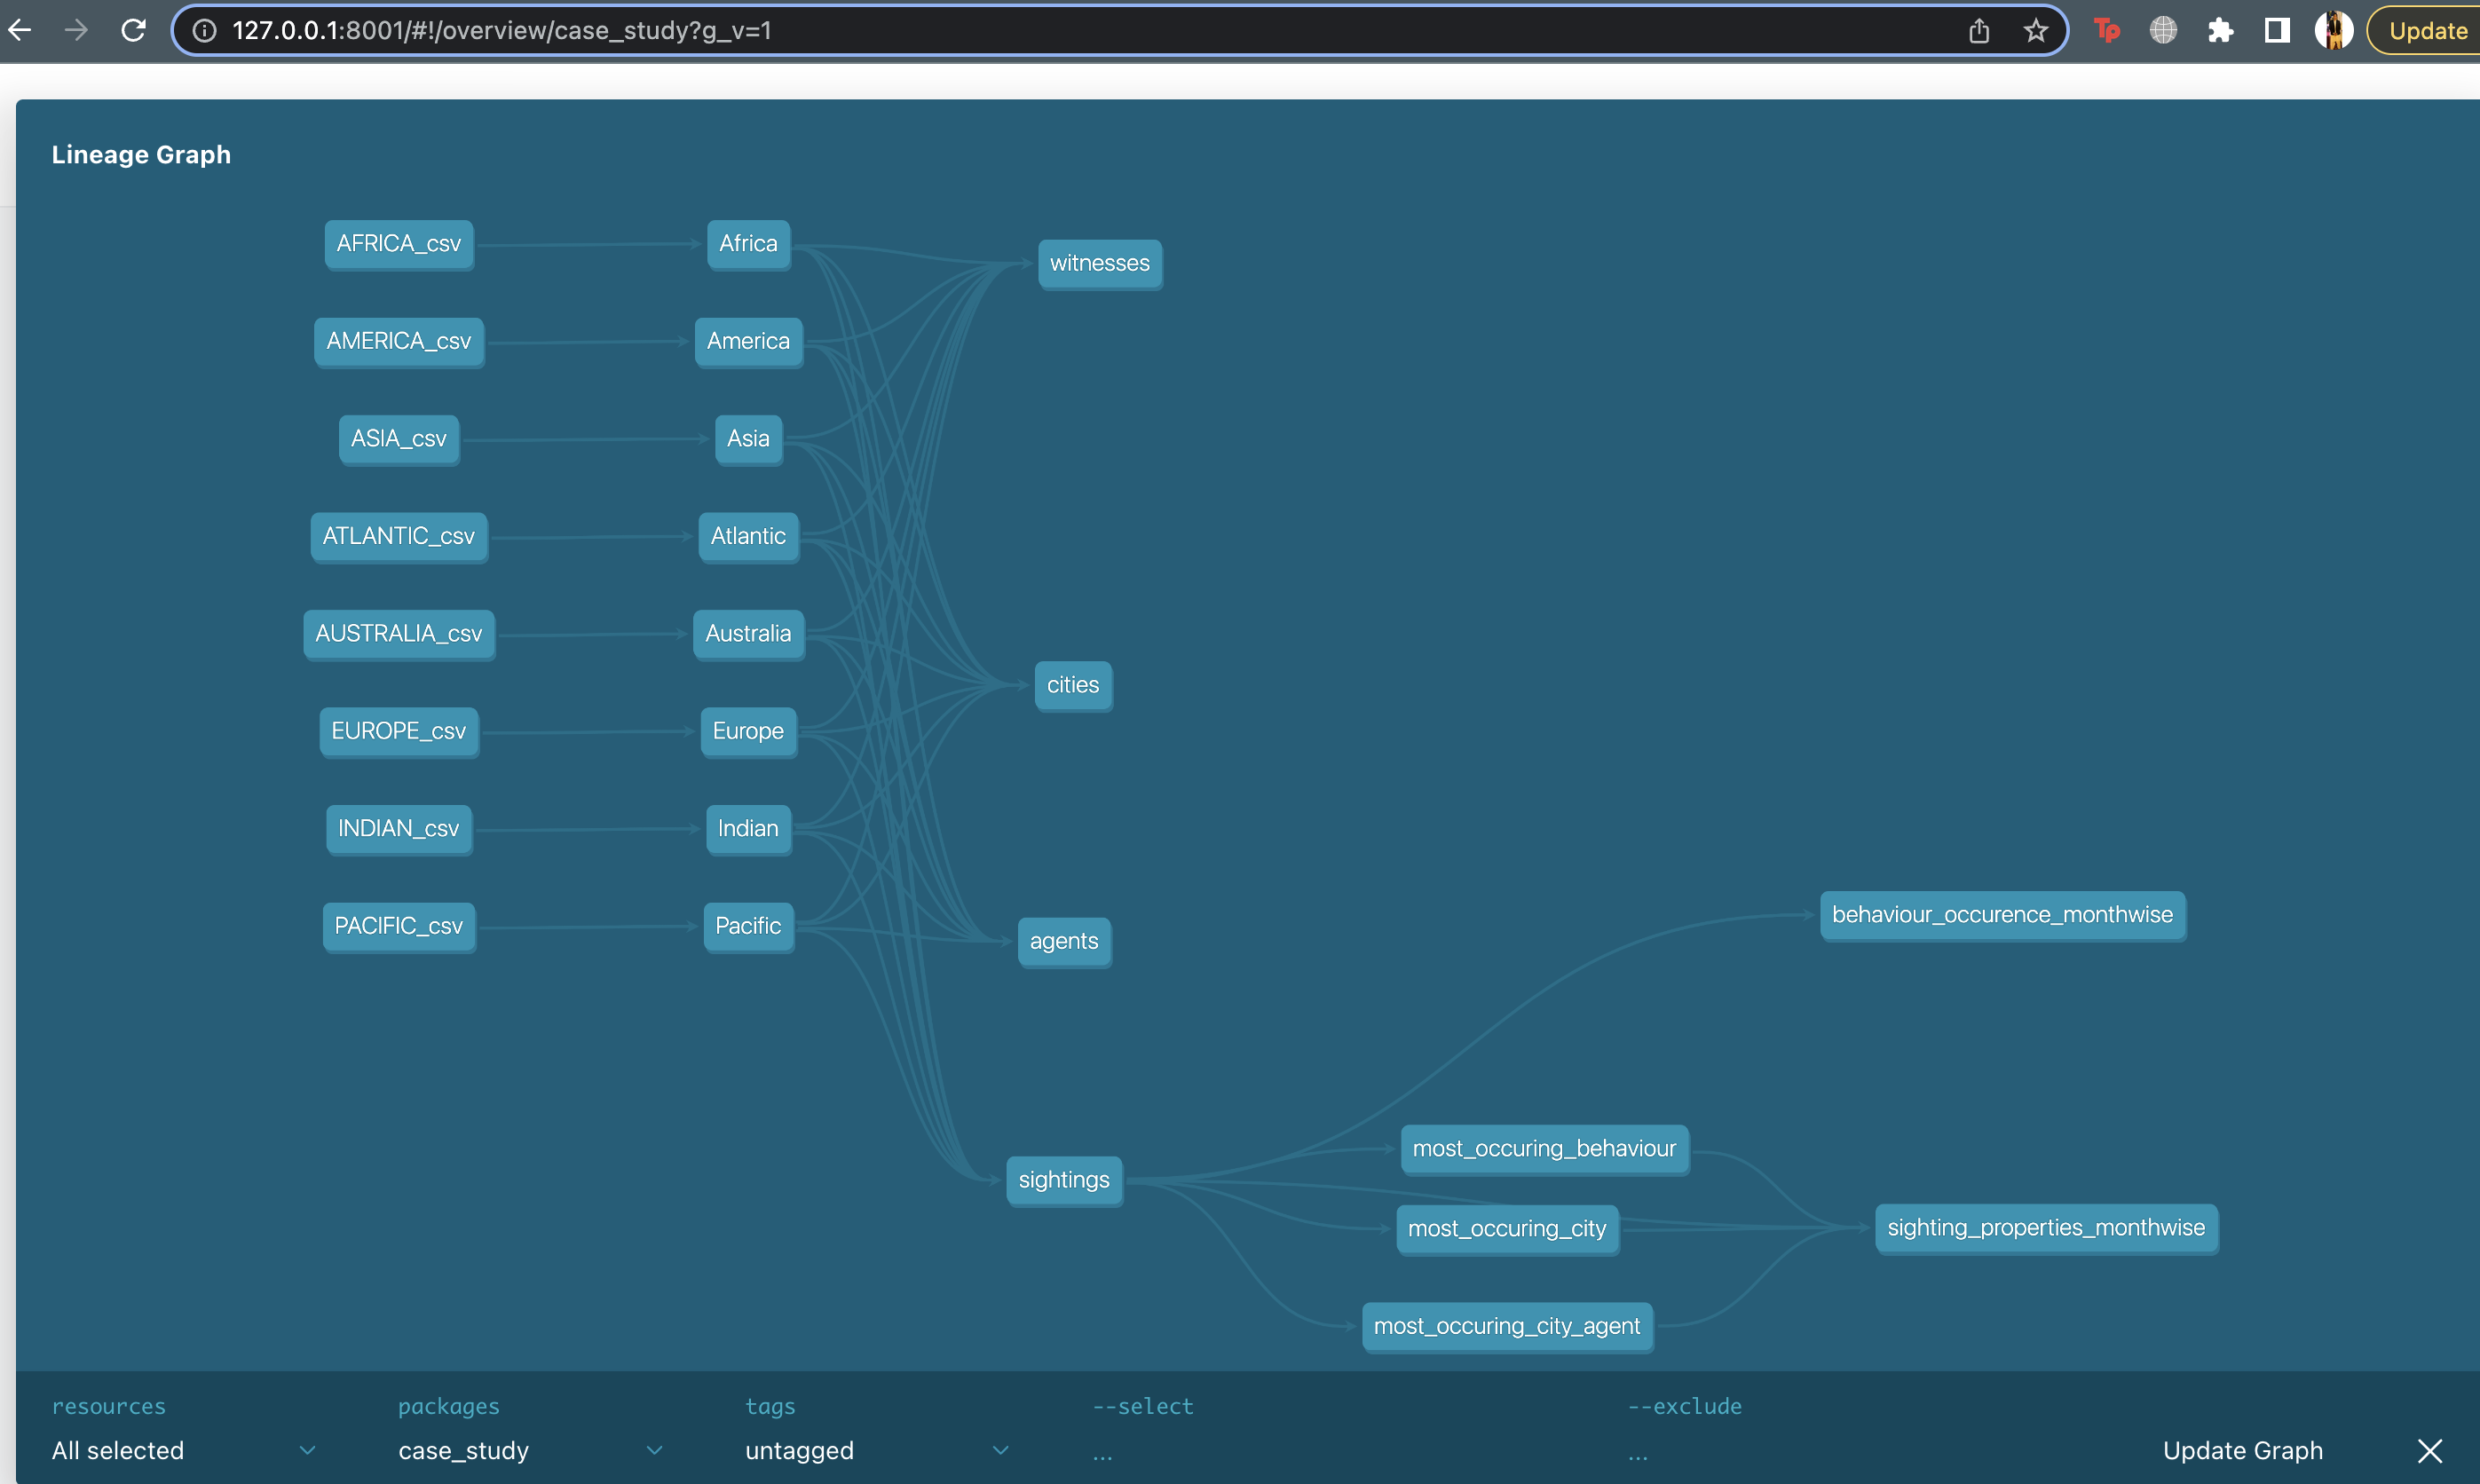 127.0.0.1:8001/#!/overview/case_study?g_v=1
Tp
Update
Lineage Graph
AFRICA_csv
Africa
witnesses
AMERICA_csv
America
ASIA_csv
Asia
ATLANTIC_csv
Atlantic
AUSTRALIA_csv
Australia
cities
EUROPE_csv
Europe
INDIAN_csv
Indian
behaviour_occurence_monthwise
PACIFIC_csv
Pacific
agents
most_occuring_behaviour
sightings
most_occuring_city
sighting_properties_monthwise
most_occuring_city_agent
resources
packages
tags
--select
--exclude
All selected
case_study
untagged
...
...
Update Graph